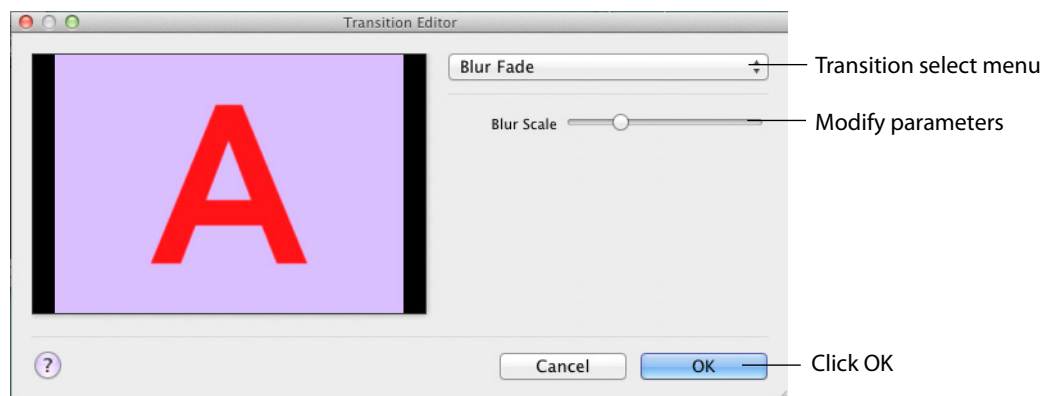 Transition Editor
Blur Fade
Transition select menu
Blur Scale
Modify parameters
A
?
Cancel
OK
Click OK